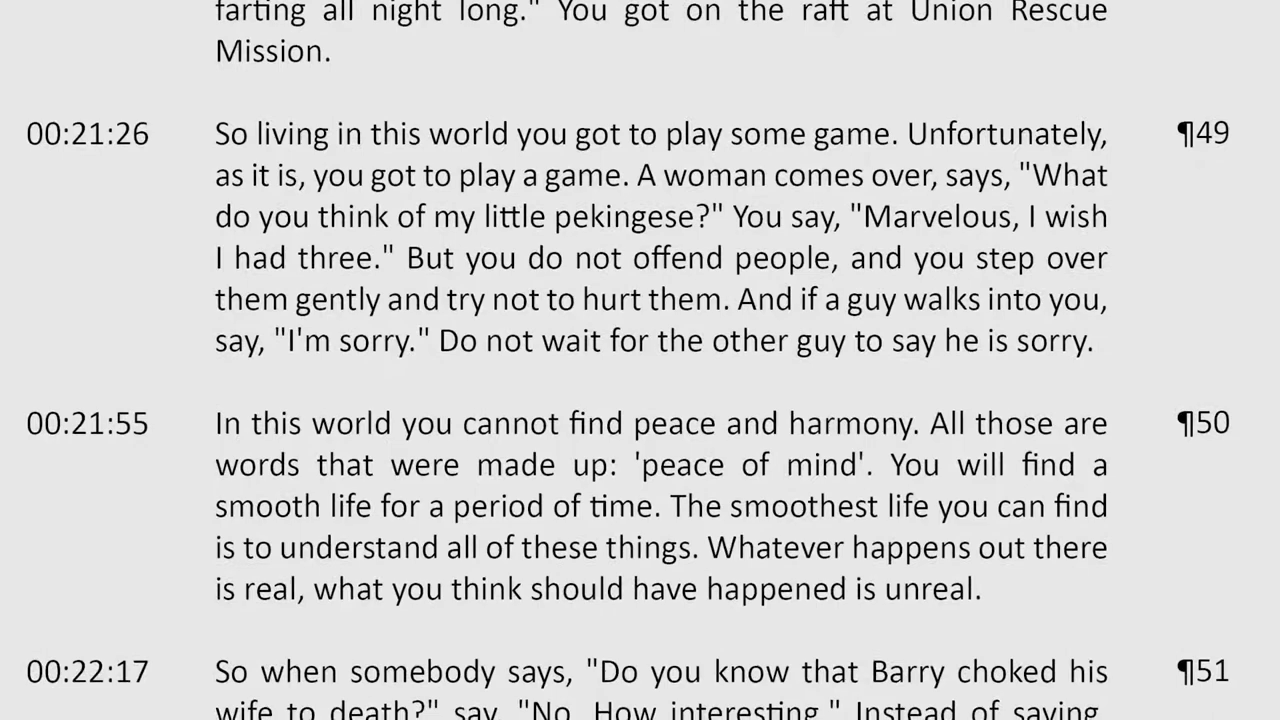 farting all night long." You got on the raft at Union Rescue
Mission.
00:21:26 So living in this world you got to play some game. Unfortunately, ¶49
as it is, you got to play a game. A woman comes over, says, "What
do you think of my little pekingese?" You say, "Marvelous, I wish
I had three." But you do not offend people, and you step over
them gently and try not to hurt them. And if a guy walks into you,
say, "I'm sorry." Do not wait for the other guy to say he is sorry.
00:21:55 In this world you cannot find peace and harmony. All those are ¶50
words that were made up: 'peace of mind'. You will find a
smooth life for a period of time. The smoothest life you can find
is to understand all of these things. Whatever happens out there
is real, what you think should have happened is unreal.
00:22:17 So when somebody says, "Do you know that Barry choked his ¶51
wife to death?" say, "No. How interesting." Instead of saying,